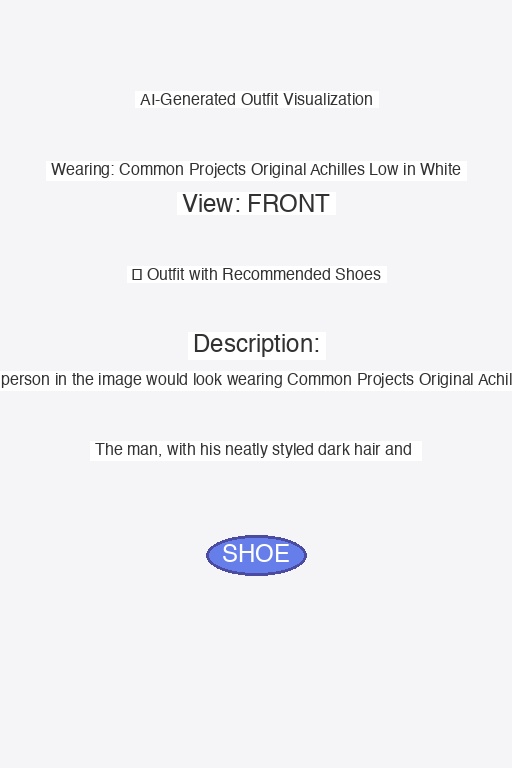 AI-Generated Outfit Visualization
Wearing: Common Projects Original Achilles Low in White
View: FRONT
Outfit with Recommended Shoes
Description:
person in the image would look wearing Common Projects Original Achil
The man, with his neatly styled dark hair and
SHOE